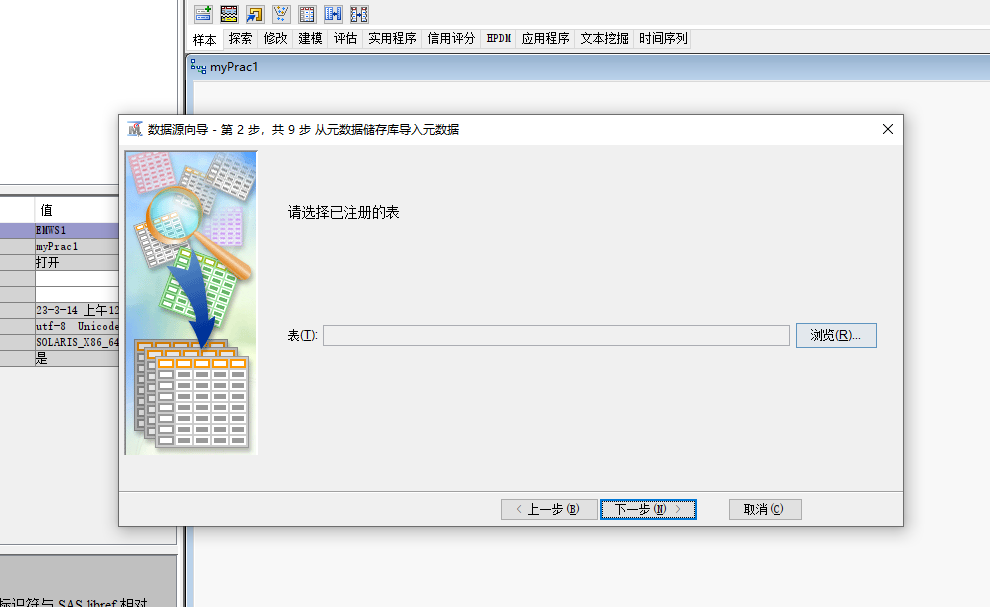 样本 探索 修改 建模 评估 实用程序 信用评分 HPDM 应用程序 文本挖掘 时间序列
myPrac1
数据源向导 - 第 2 步，共 9 步 从元数据储存库导入元数据
值
EMWS1
myPrac1
打开
23-3-14 上午12
utf-8 Unicode
SOLARIS_X86_64
是
请选择已注册的表
表(T):
浏览(R)...
< 上一步(B)
下一步(N) >
取消(C)
标识符与 SAS libref 相对